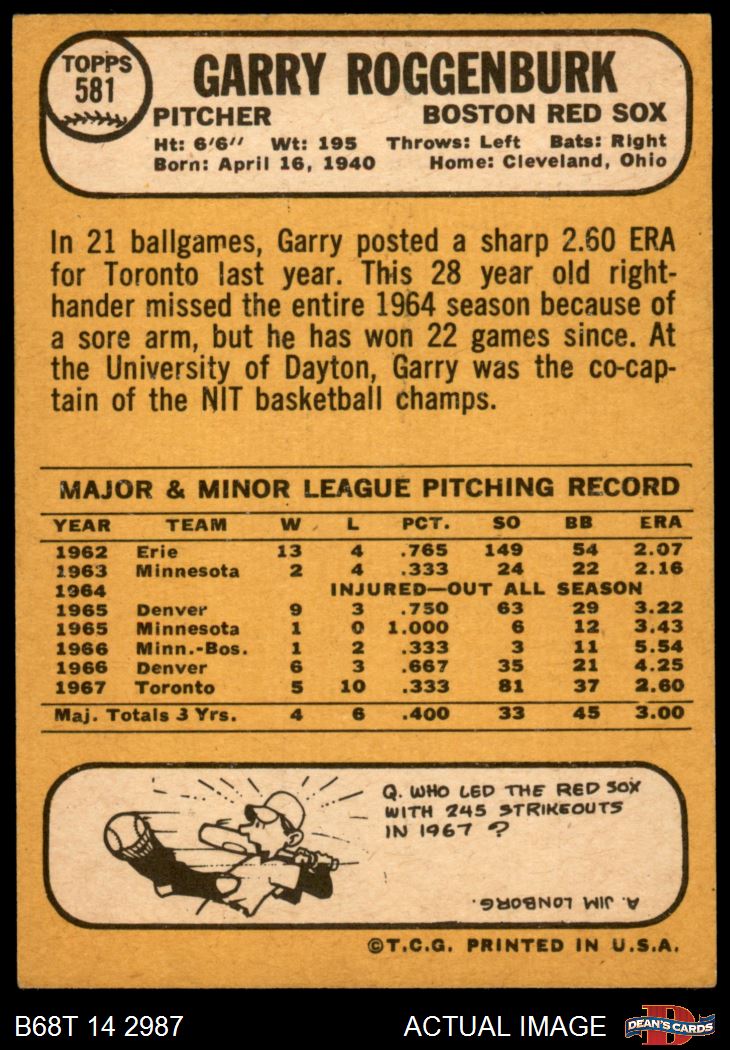 TOPPS
581
GARRY ROGGENBURK
PITCHER BOSTON RED SOX
Ht: 6'6" Wt: 195 Throws: Left Bats: Right
Born: April 16, 1940 Home: Cleveland, Ohio
In 21 ballgames, Garry posted a sharp 2.60 ERA
for Toronto last year. This 28 year old right-
hander missed the entire 1964 season because of
a sore arm, but he has won 22 games since. At
the University of Dayton, Garry was the co-cap-
tain of the NIT basketball champs.
MAJOR & MINOR LEAGUE PITCHING RECORD
YEAR TEAM W L PCT. SO BB ERA
1962 Erie 13 4 .765 149 54 2.07
1963 Minnesota 2 4 .333 24 22 2.16
1964 INJURED—OUT ALL SEASON
1965 Denver 9 3 .750 63 29 3.22
1965 Minnesota 1 0 1.000 6 12 3.43
1966 Minn.-Bos. 1 2 .333 3 11 5.54
1966 Denver 6 3 .667 35 21 4.25
1967 Toronto 5 10 .333 81 37 2.60
Maj. Totals 3 Yrs. 4 6 .400 33 45 3.00
Q. WHO LED THE RED SOX
WITH 245 STRIKEOUTS
IN 1967 ?
A. JIM LONBORG.
©T.C.G. PRINTED IN U.S.A.
B68T 14 2987 ACTUAL IMAGE
D
DEAN'S CARDS